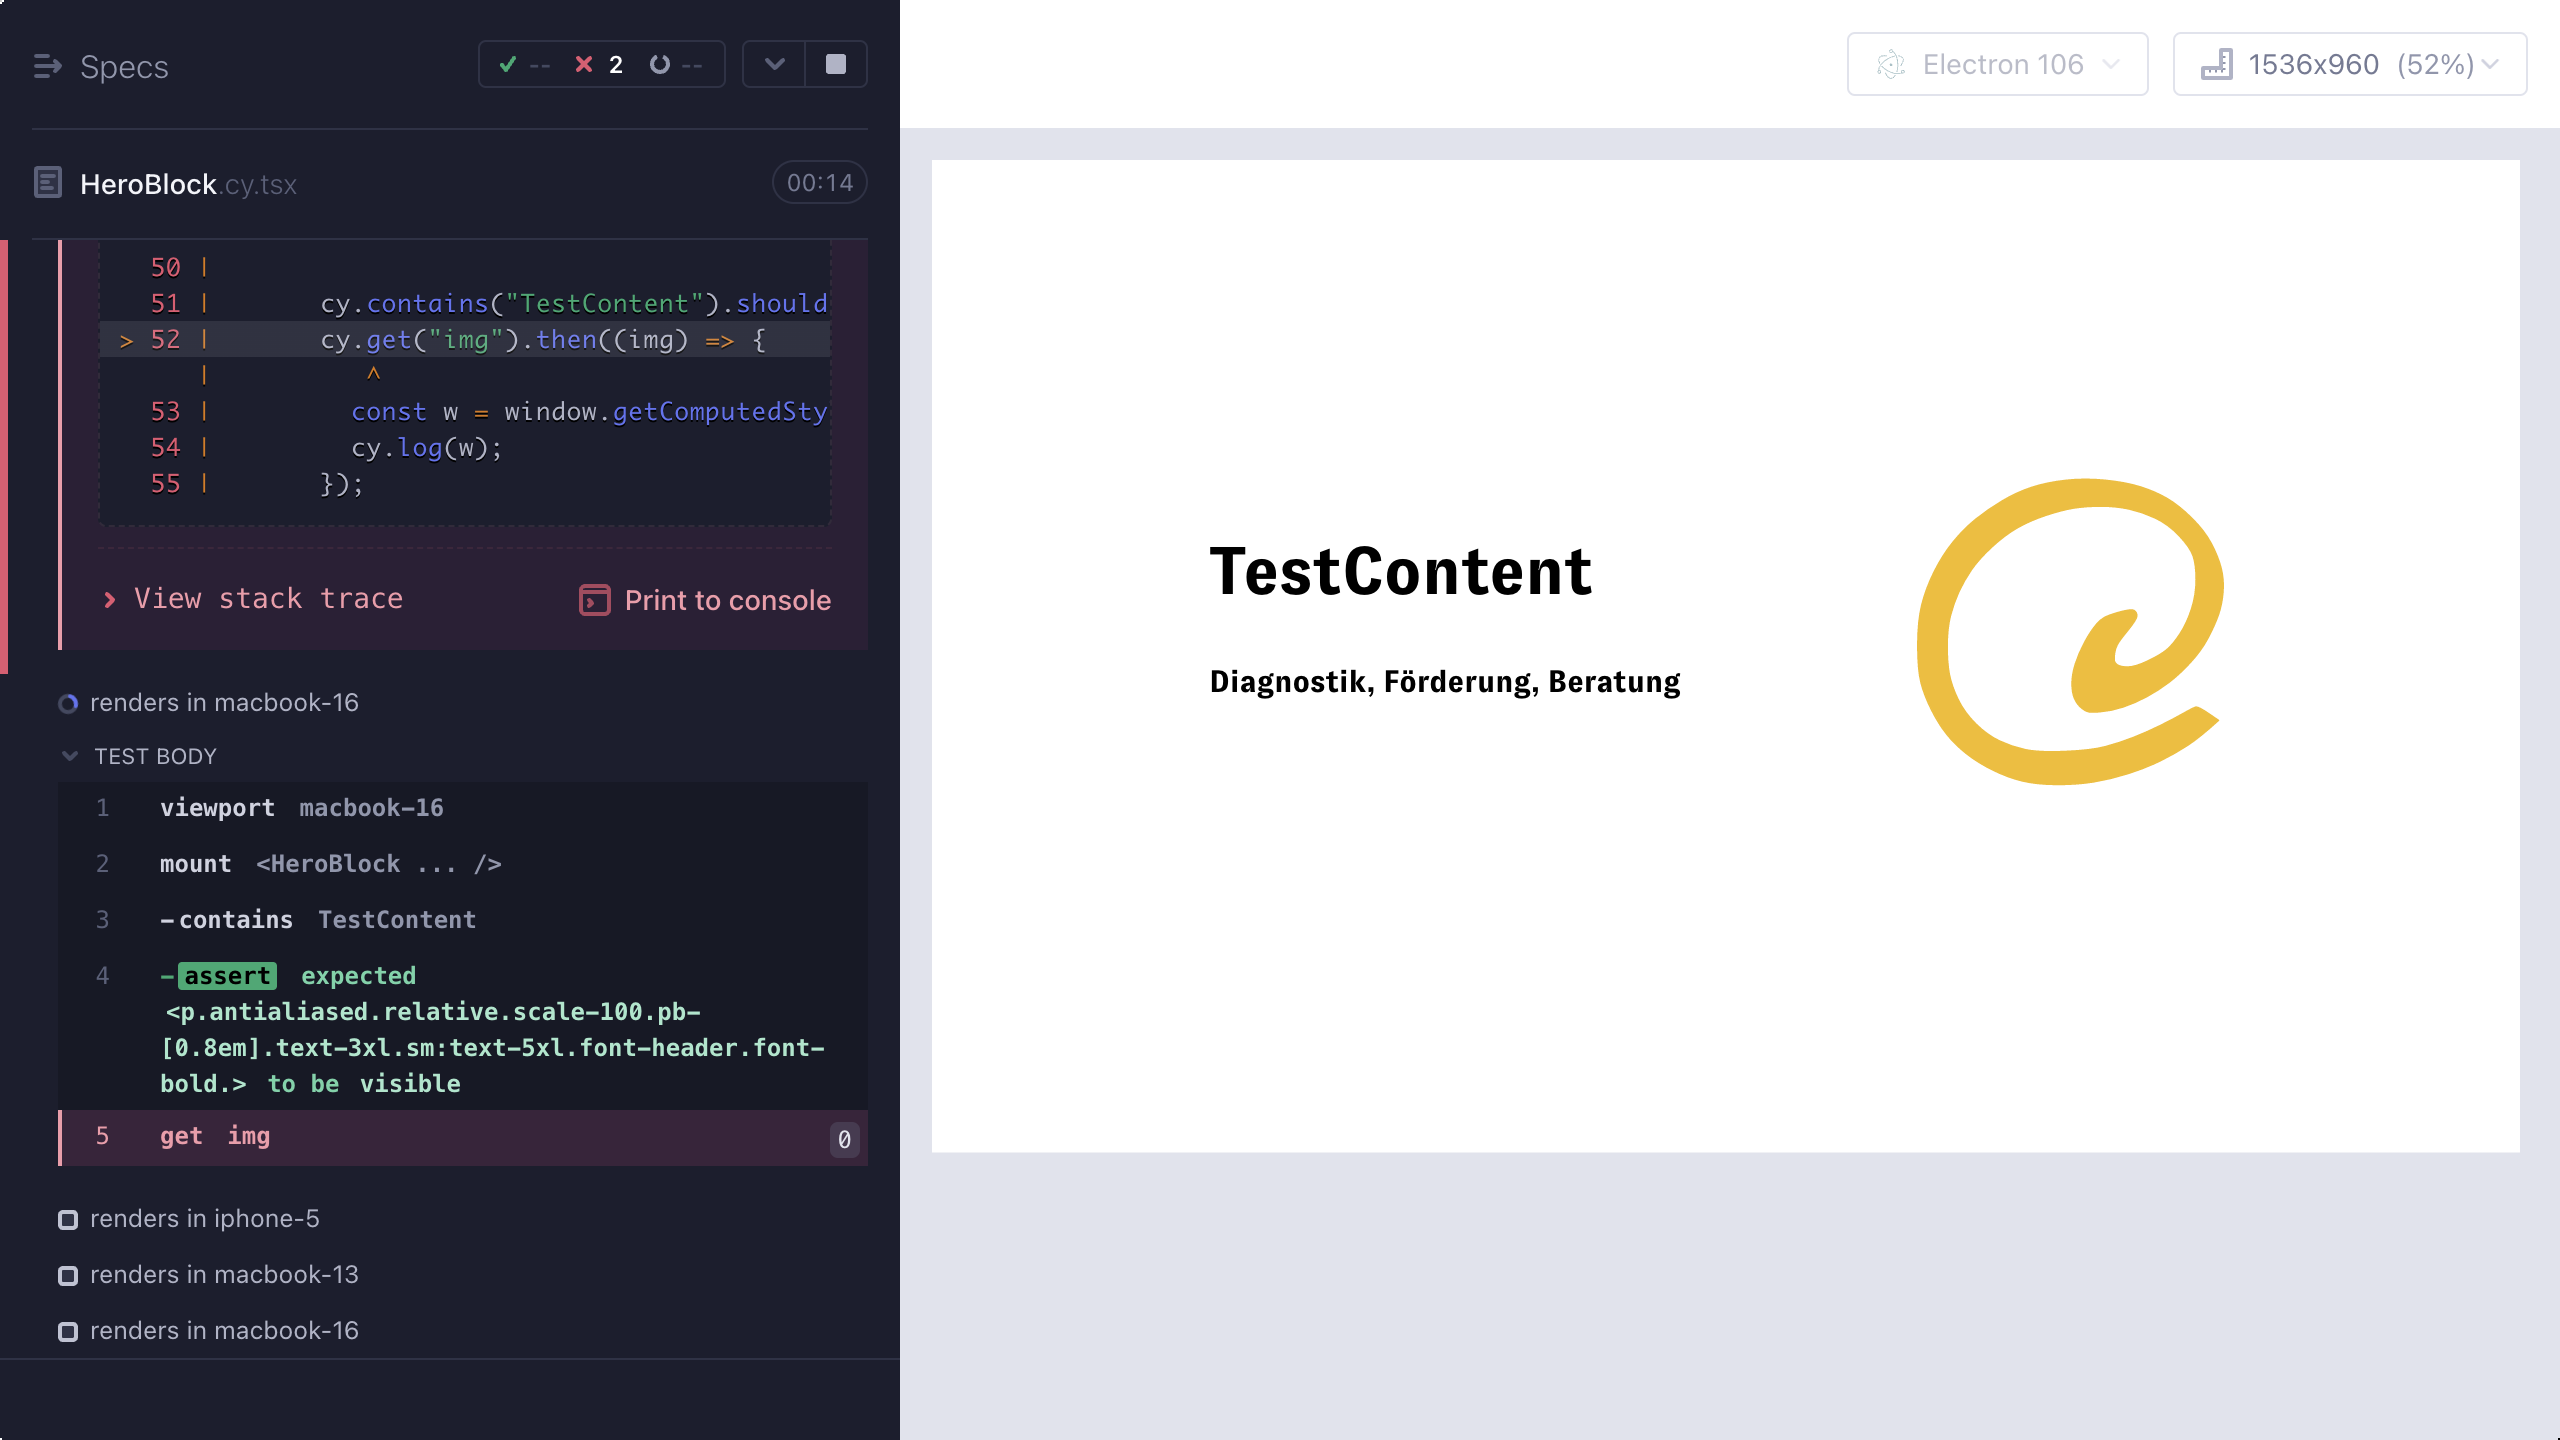 Specs
-- 2 --
Electron 106
1536x960 (52%)
HeroBlock.cy.tsx
00:14
50 |
51 | cy.contains("TestContent").should
> 52 | cy.get("img").then((img) => {
| ^
53 | const w = window.getComputedSty
54 | cy.log(w);
55 | });
View stack trace
Print to console
renders in macbook-16
TEST BODY
1 viewport macbook-16
2 mount <HeroBlock ... />
3 -contains TestContent
4 -assert expected
<p.antialiased.relative.scale-100.pb-
[0.8em].text-3xl.sm:text-5xl.font-header.font-
bold.> to be visible
5 get img 0
renders in iphone-5
renders in macbook-13
renders in macbook-16
TestContent
Diagnostik, Förderung, Beratung